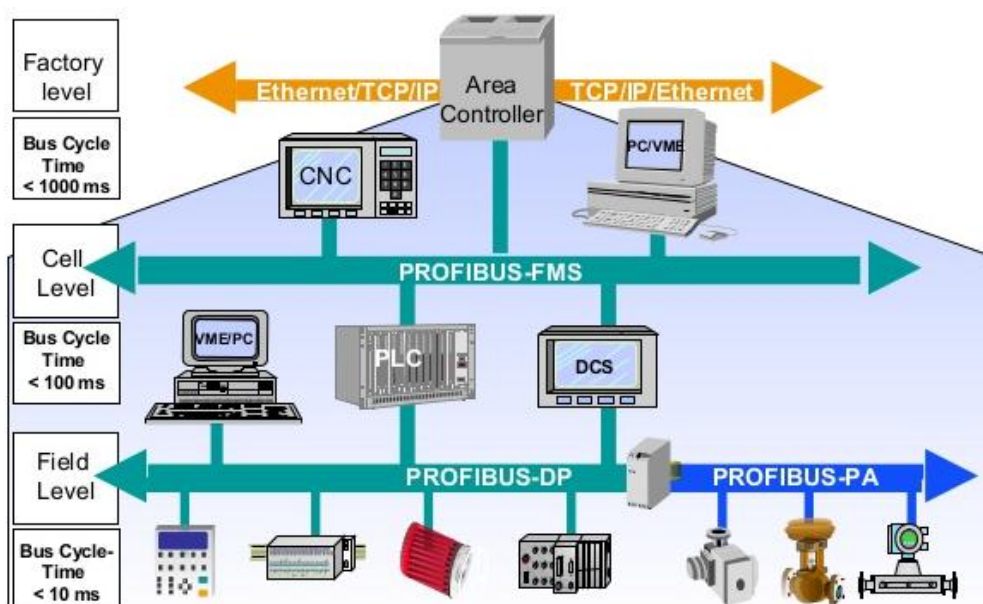 Factory
level
Ethernet/TCP/IP
Area
Controller
TCP/IP/Ethernet
Bus Cycle
Time
< 1000 ms
CNC
PC/VME
Cell
Level
PROFIBUS-FMS
Bus Cycle
Time
< 100 ms
VME/PC
PLC
DCS
Field
Level
PROFIBUS-DP
PROFIBUS-PA
Bus Cycle-
Time
< 10 ms